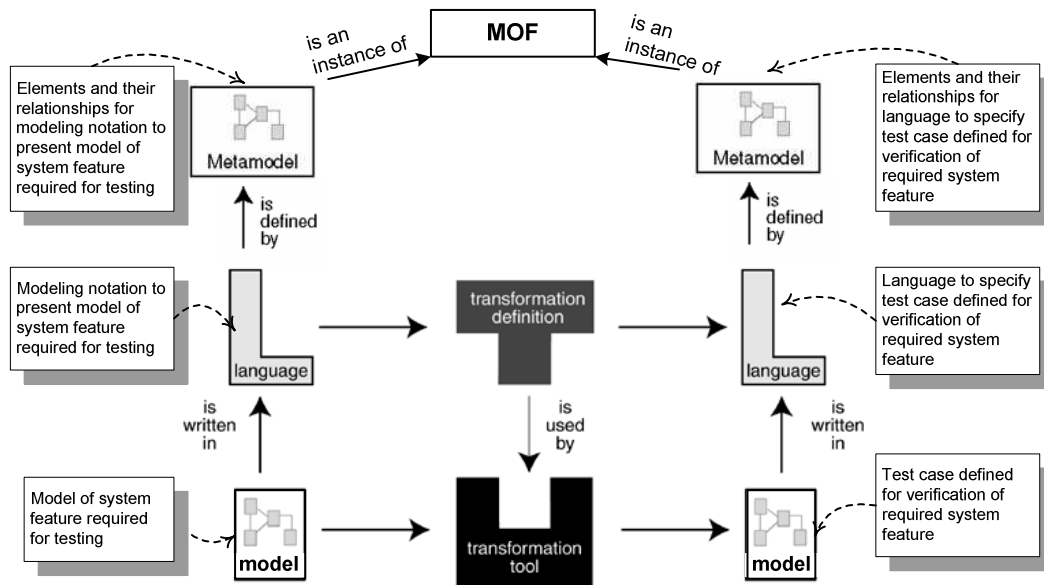 MOF
is an
instance of
is an
instance of
Elements and their
relationships for
modeling notation to
present model of
system feature
required for testing
Metamodel
Metamodel
Elements and their
relationships for
language to specify
test case defined for
verification of
required system
feature
is
defined
by
is
defined
by
Modeling notation to
present model of
system feature
required for testing
language
transformation
definition
language
Language to specify
test case defined for
verification of
required system
feature
is
written
in
is
used
by
is
written
in
Model of system
feature required
for testing
model
transformation
tool
model
Test case defined
for verification of
required system
feature